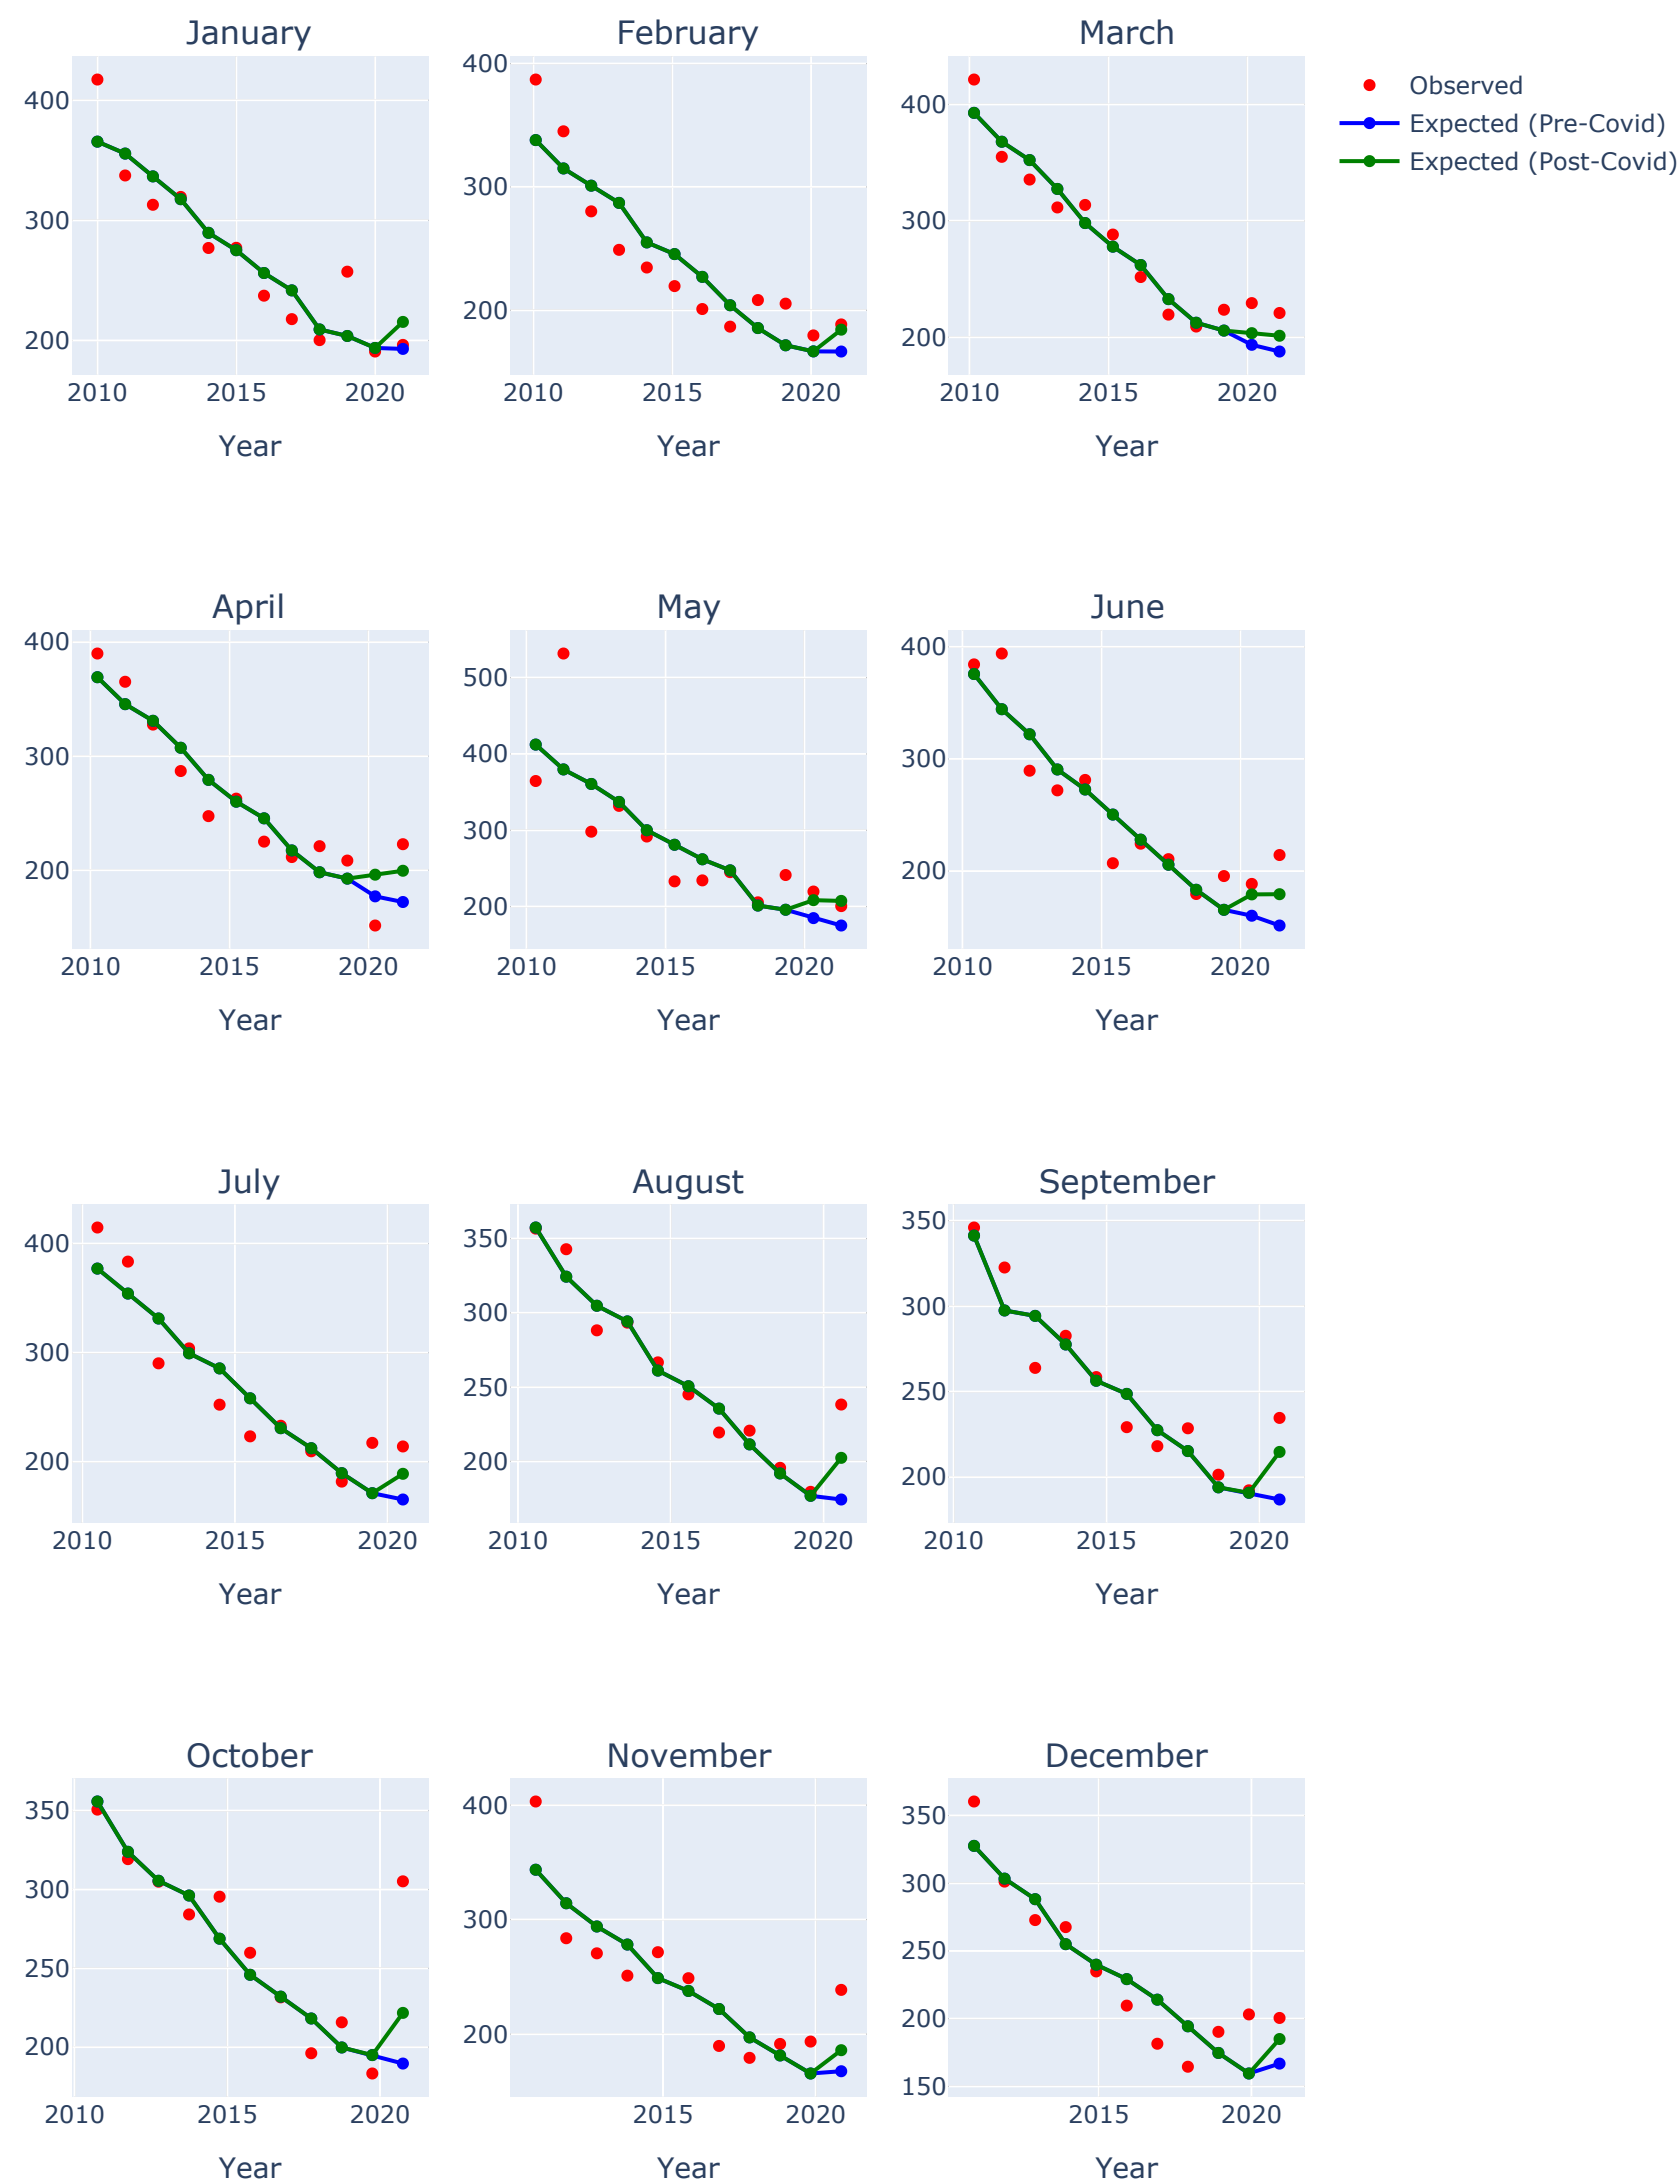 January
February
March
400
300
200
2010
2015
2020
Year
400
300
200
2010
2015
2020
Year
400
300
200
2010
2015
2020
Year
Observed
Expected (Pre-Covid)
Expected (Post-Covid)
April
May
June
400
300
200
2010
2015
2020
Year
500
400
300
200
2010
2015
2020
Year
400
300
200
2010
2015
2020
Year
July
August
September
400
300
200
2010
2015
2020
Year
350
300
250
200
2010
2015
2020
Year
350
300
250
200
2010
2015
2020
Year
October
November
December
350
300
250
200
2010
2015
2020
Year
400
300
200
2015
2020
Year
350
300
250
200
150
2015
2020
Year